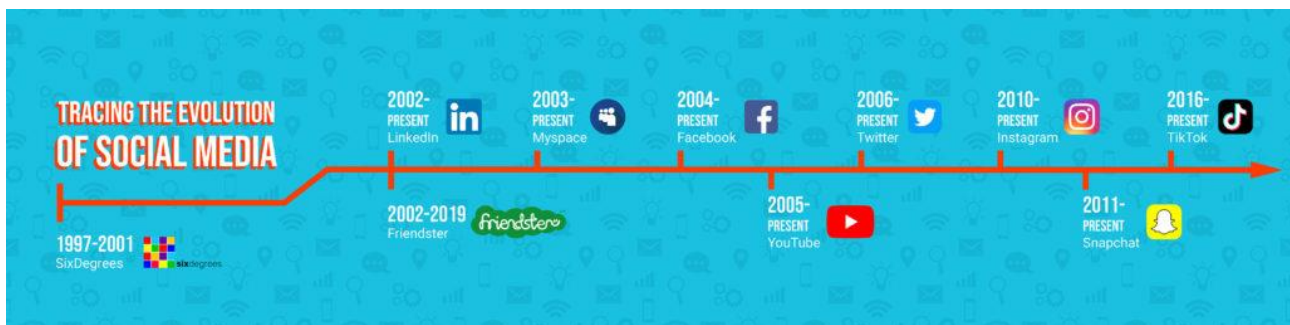 TRACING THE EVOLUTION
OF SOCIAL MEDIA
1997-2001
SixDegrees
sixdegrees
2002-
PRESENT
LinkedIn
in
2002-2019
Friendster
friendster
2003-
PRESENT
Myspace
2004-
PRESENT
Facebook
f
2005-
PRESENT
YouTube
2006-
PRESENT
Twitter
2010-
PRESENT
Instagram
2011-
PRESENT
Snapchat
2016-
PRESENT
TikTok